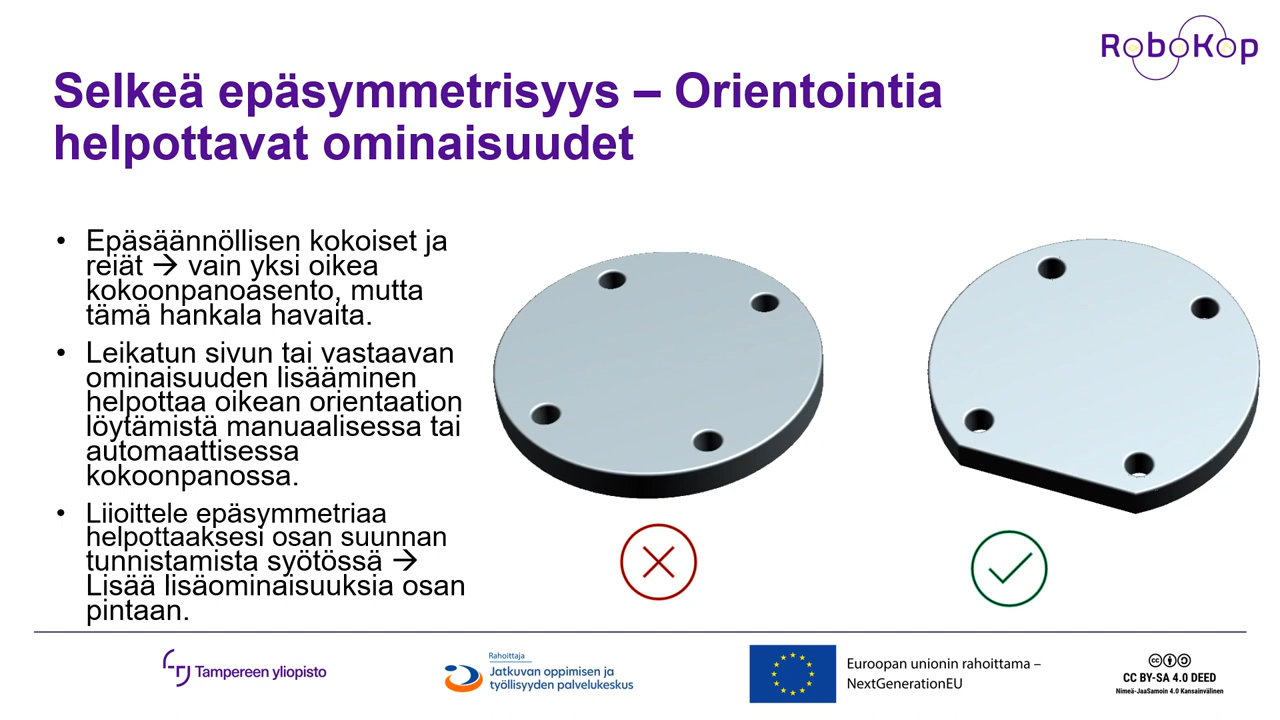 RoboKop
Selkeä epäsymmetrisyys – Orientointia
helpottavat ominaisuudet
• Epäsäännöllisen kokoiset ja
reiät → vain yksi oikea
kokoonpanoasento, mutta
tämä hankala havaita.
• Leikatun sivun tai vastaavan
ominaisuuden lisääminen
helpottaa oikean orientaation
löytämistä manuaalisessa tai
automaattisessa
kokoonpanossa.
• Liioittele epäsymmetriaa
helpottaaksesi osan suunnan
tunnistamista syötössä →
Lisää lisäominaisuuksia osan
pintaan.
Tampereen yliopisto
Rahoittaja
Jatkuvan oppimisen ja
työllisyyden palvelukeskus
Euroopan unionin rahoittama –
NextGenerationEU
CC BY-SA 4.0 DEED
Nimeä-JaaSamoin 4.0 Kansainvälinen